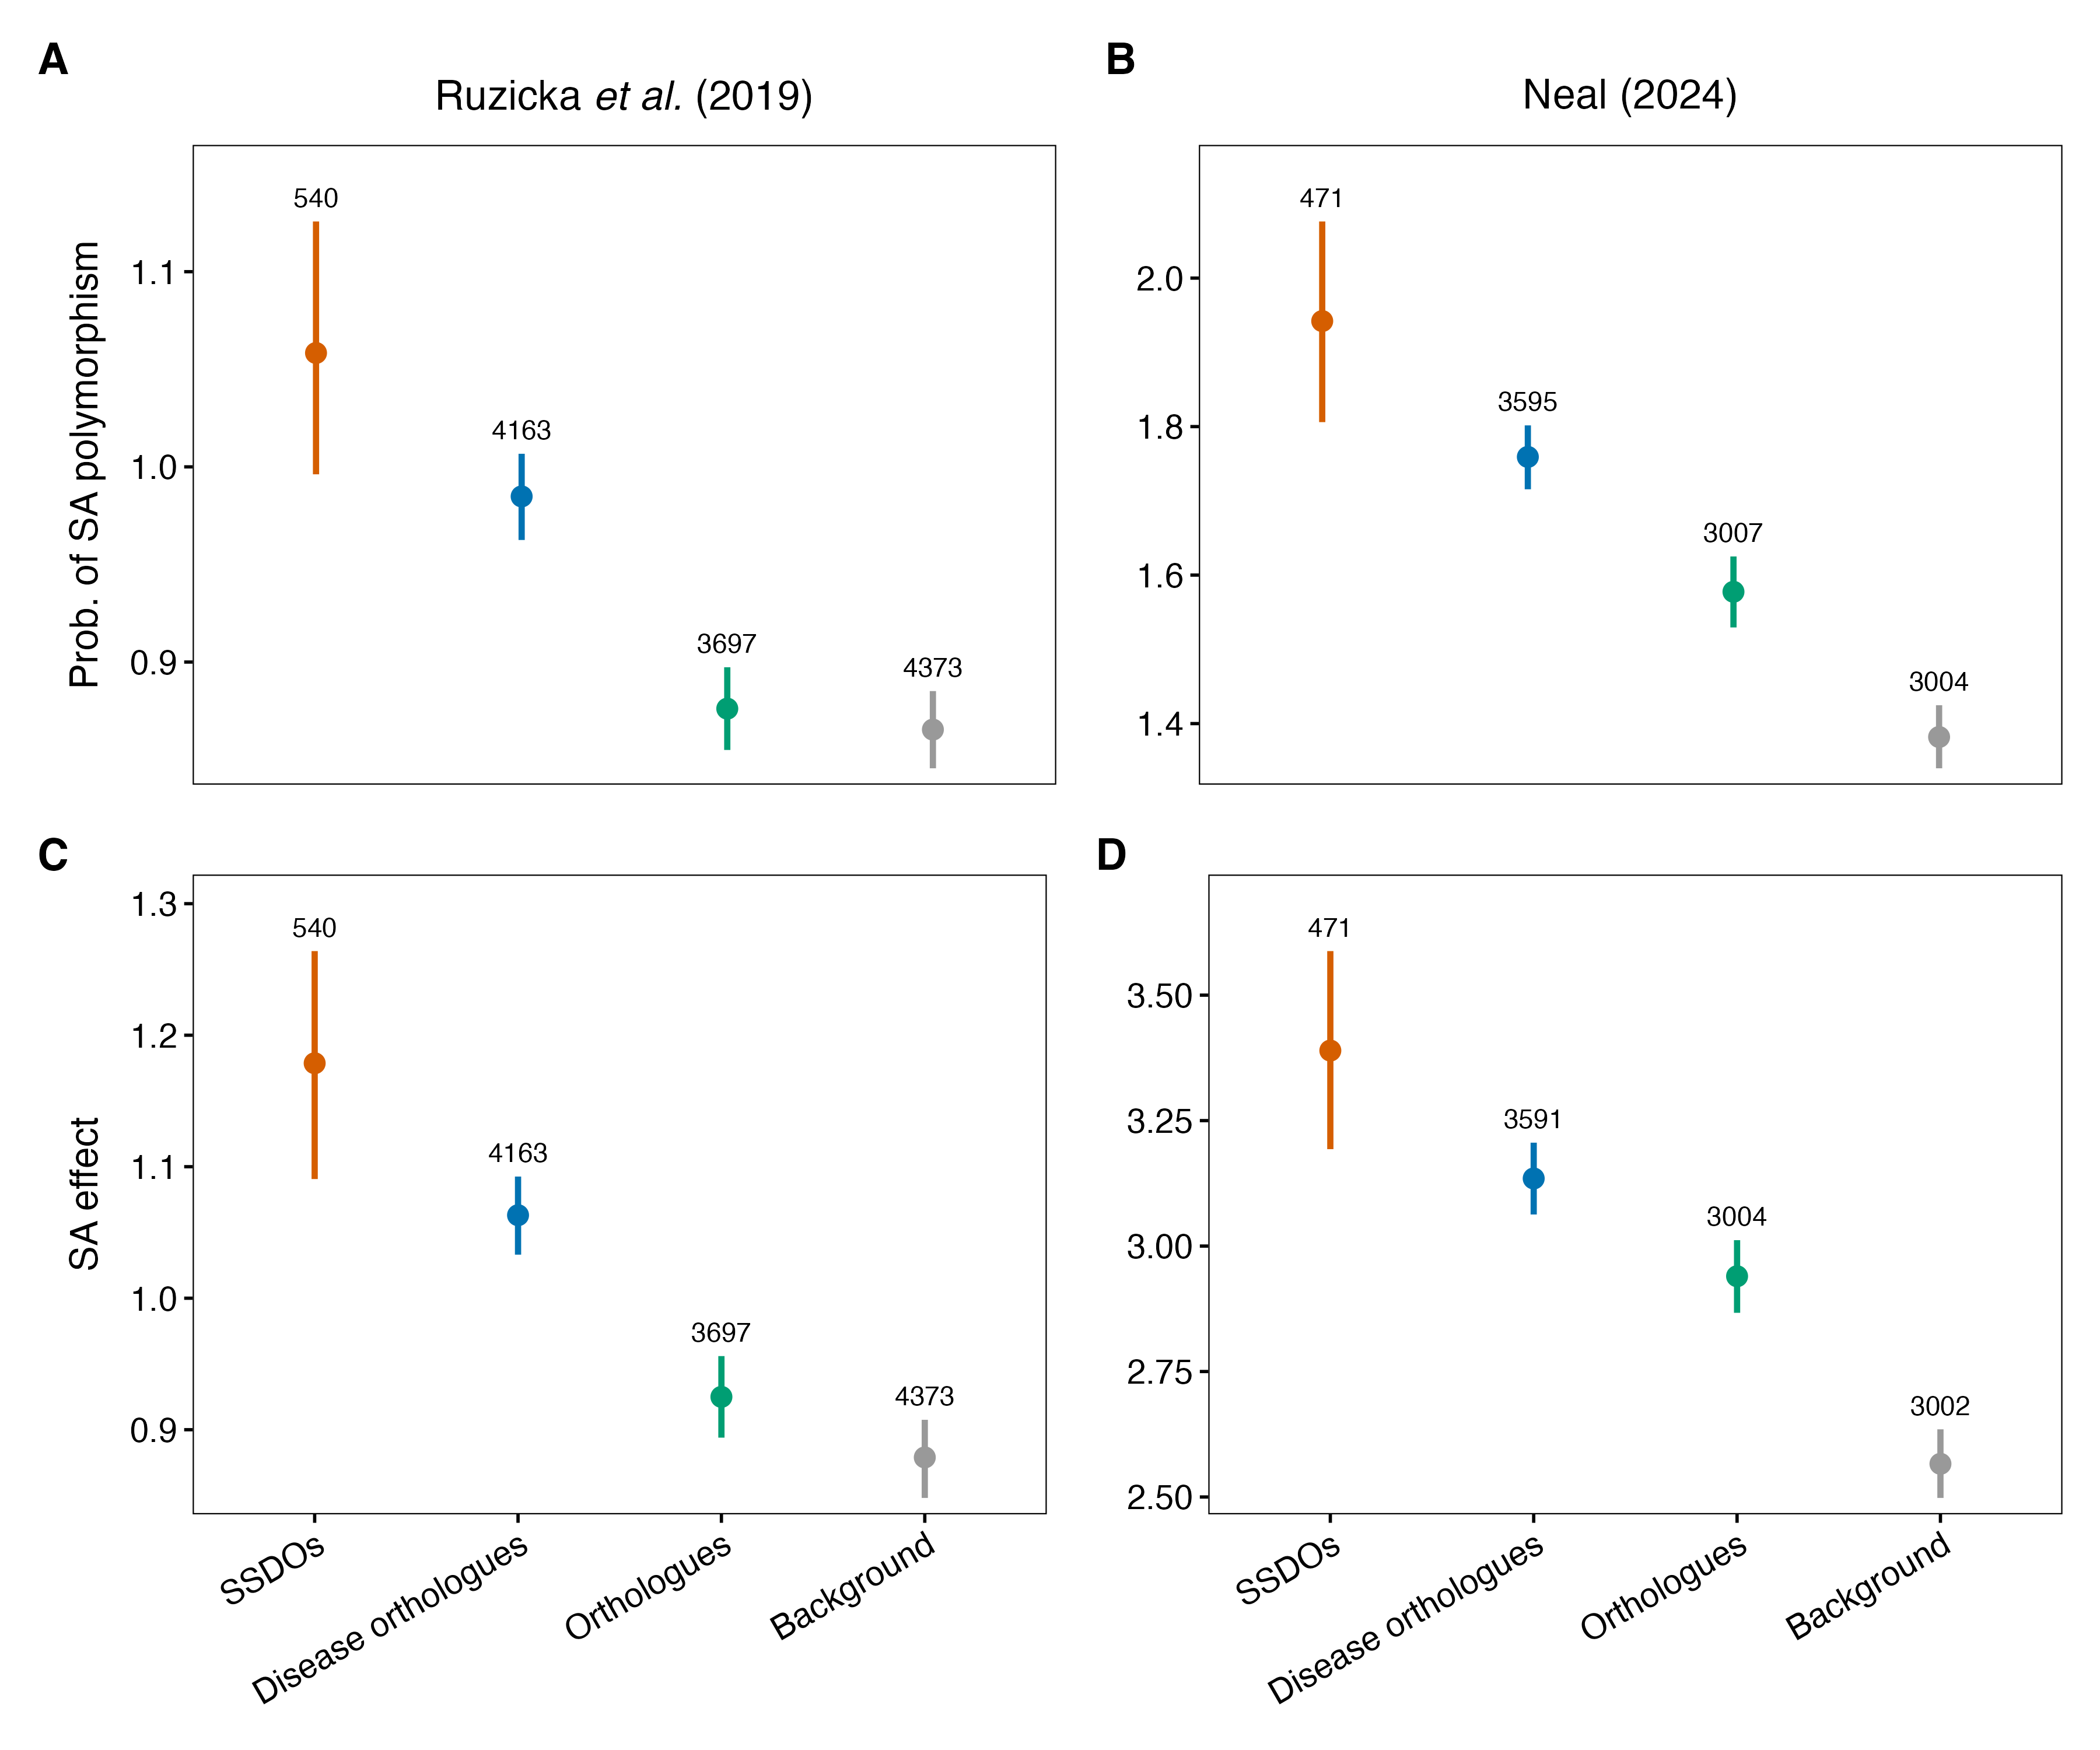 A
B
Ruzicka et al. (2019)
Neal (2024)
Prob. of SA polymorphism
1.1
1.0
0.9
540
4163
3697
4373
2.0
1.8
1.6
1.4
471
3595
3007
3004
C
D
SA effect
1.3
1.2
1.1
1.0
0.9
540
4163
3697
4373
SSDOs
Disease orthologues
Orthologues
Background
3.50
3.25
3.00
2.75
2.50
471
3591
3004
3002
SSDOs
Disease orthologues
Orthologues
Background